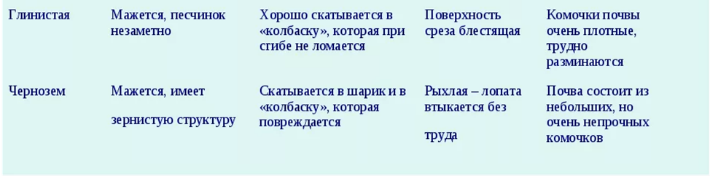 Глинистая
Мажется, песчинок
незаметно
Хорошо скатывается в
«колбаску», которая при
сгибе не ломается
Поверхность
среза блестящая
Комочки почвы
очень плотные,
трудно
разминаются
Чернозем
Мажется, имеет
зернистую структуру
Скатывается в шарик и в
«колбаску», которая
повреждается
Рыхлая – лопата
втыкается без
труда
Почва состоит из
небольших, но
очень непрочных
комочков